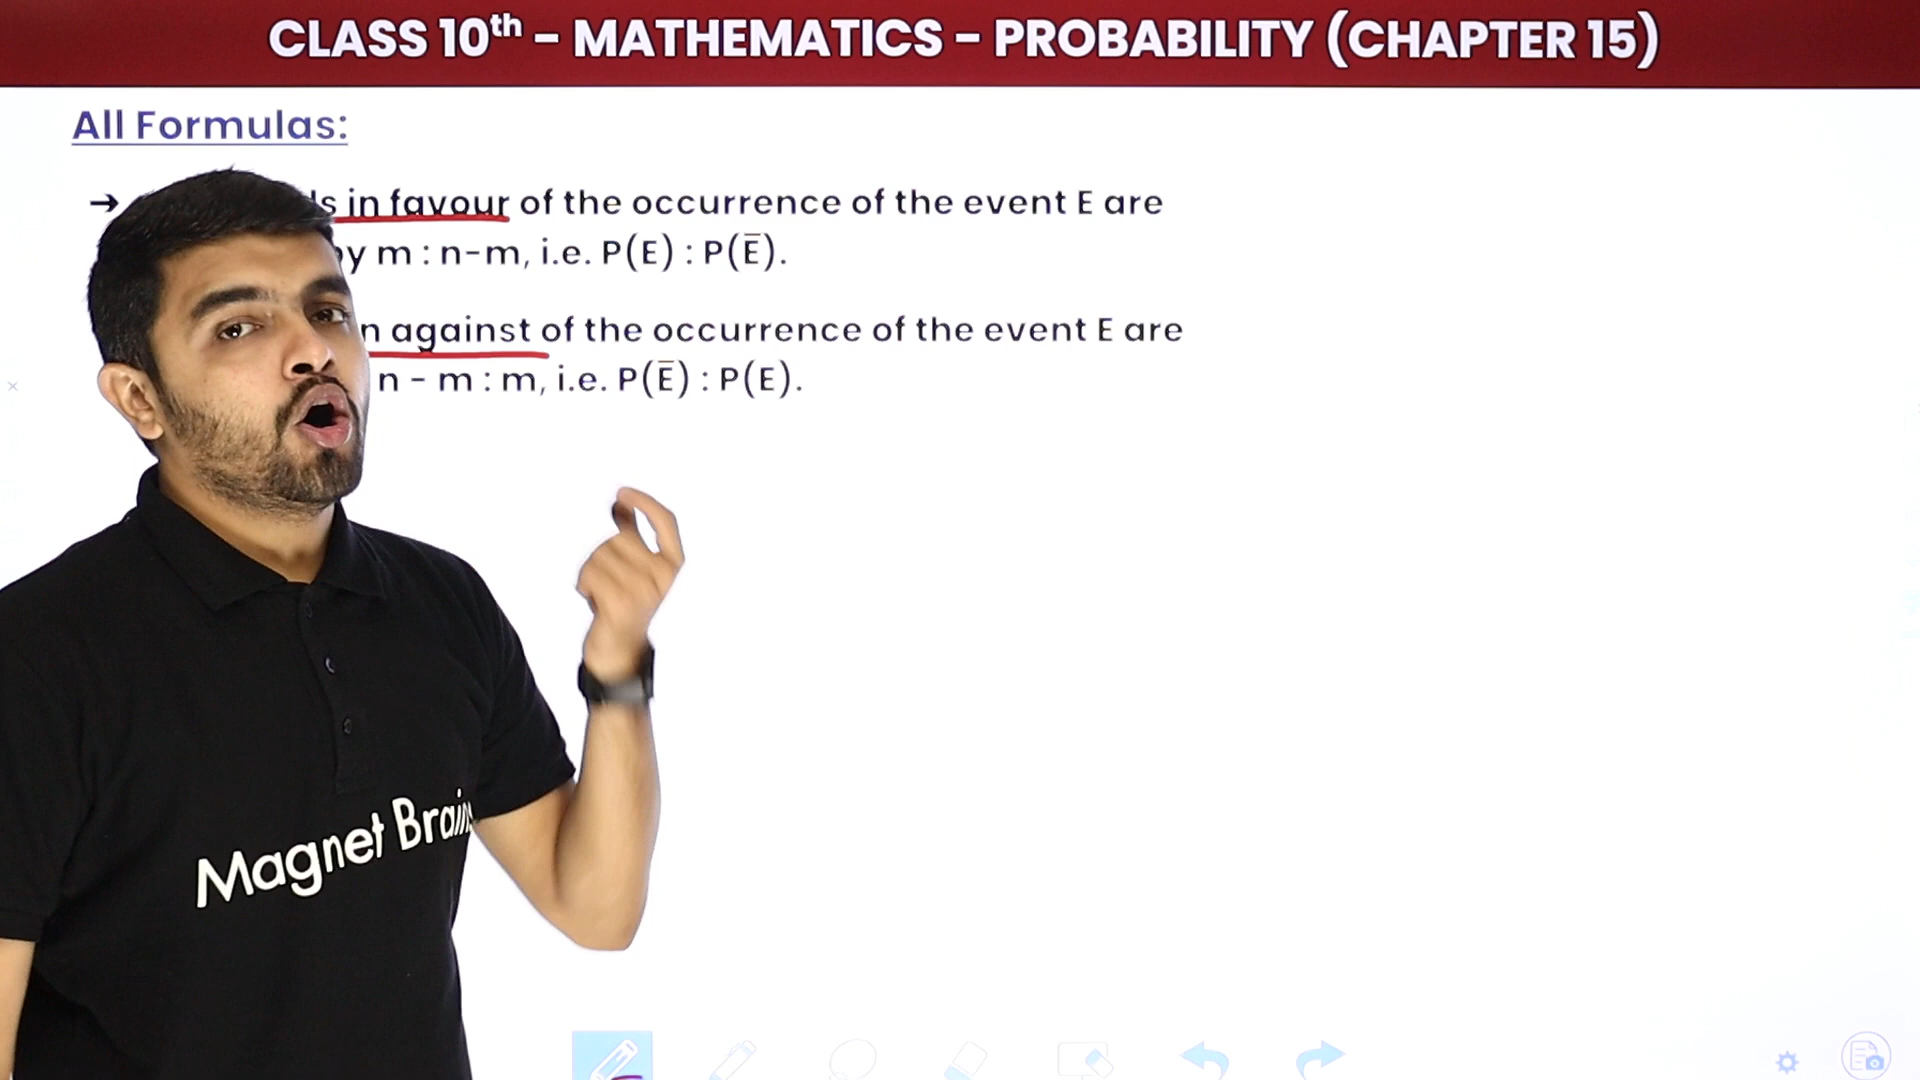 CLASS 10th - MATHEMATICS - PROBABILITY (CHAPTER 15)
All Formulas:
➔ in favour of the occurrence of the event E are
m : n-m, i.e. P(E) : P(E̅).
against of the occurrence of the event E are
n - m : m, i.e. P(E̅) : P(E).
Magnet Brains